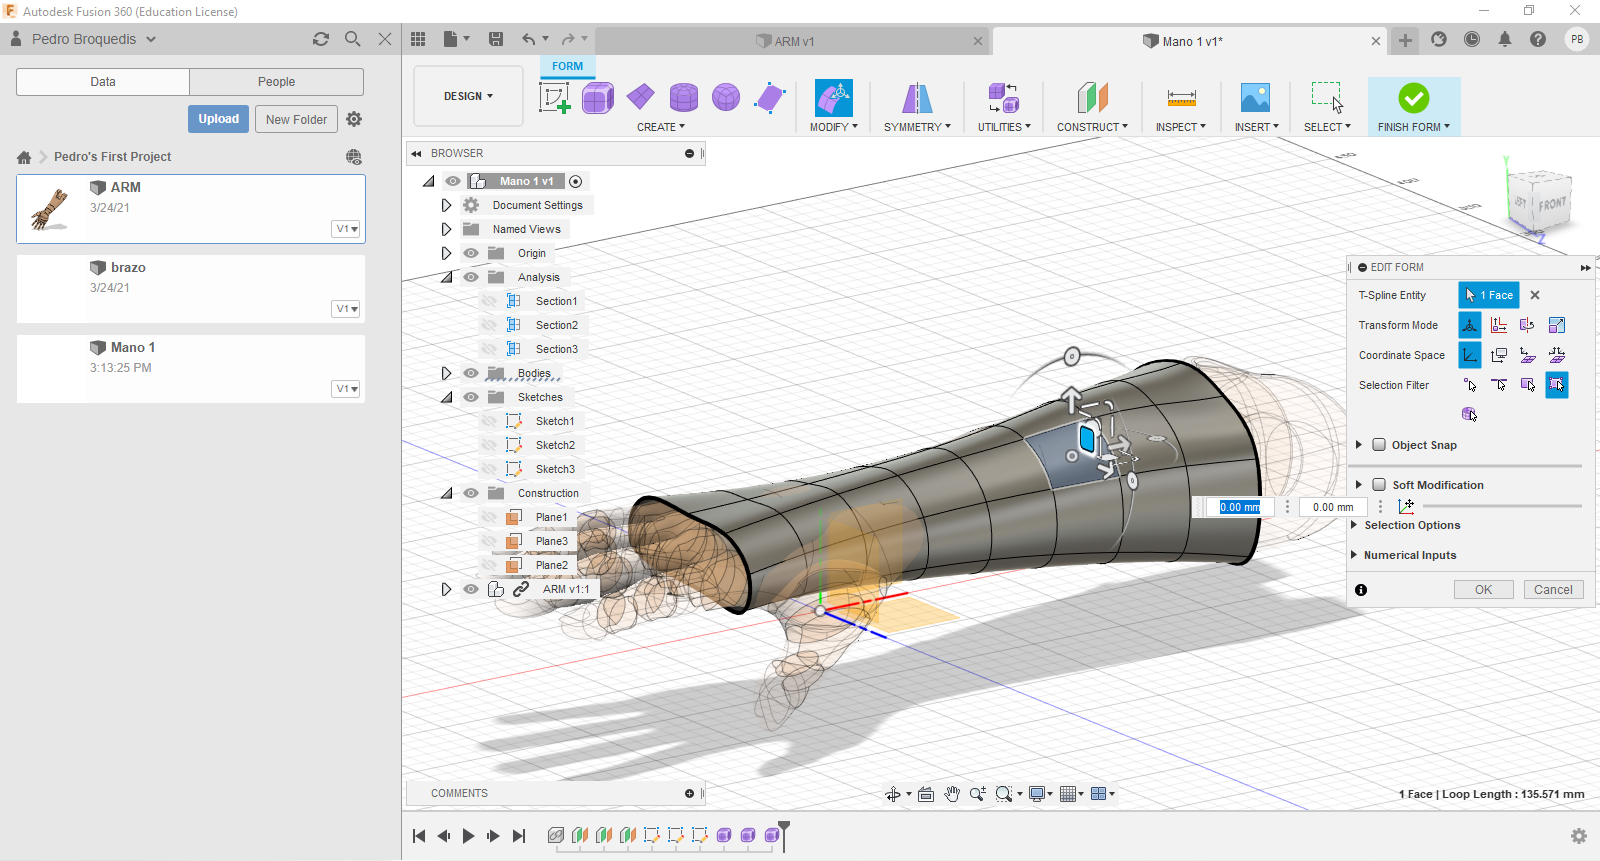 Autodesk Fusion 360 (Education License)
Pedro Broquedis
ARM v1
Mano 1 v1*
PB
Data
People
Upload
New Folder
Pedro's First Project
ARM
3/24/21
V1
brazo
3/24/21
V1
Mano 1
3:13:25 PM
V1
FORM
DESIGN
CREATE
MODIFY
SYMMETRY
UTILITIES
CONSTRUCT
INSPECT
INSERT
SELECT
FINISH FORM
BROWSER
Mano 1 v1
Document Settings
Named Views
Origin
Analysis
Section1
Section2
Section3
Bodies
Sketches
Sketch1
Sketch2
Sketch3
Construction
Plane1
Plane3
Plane2
ARM v1:1
Y
FRONT
Z
EDIT FORM
T-Spline Entity
1 Face
Transform Mode
Coordinate Space
Selection Filter
Object Snap
Soft Modification
0.00 mm
0.00 mm
Selection Options
Numerical Inputs
OK
Cancel
COMMENTS
1 Face | Loop Length : 135.571 mm